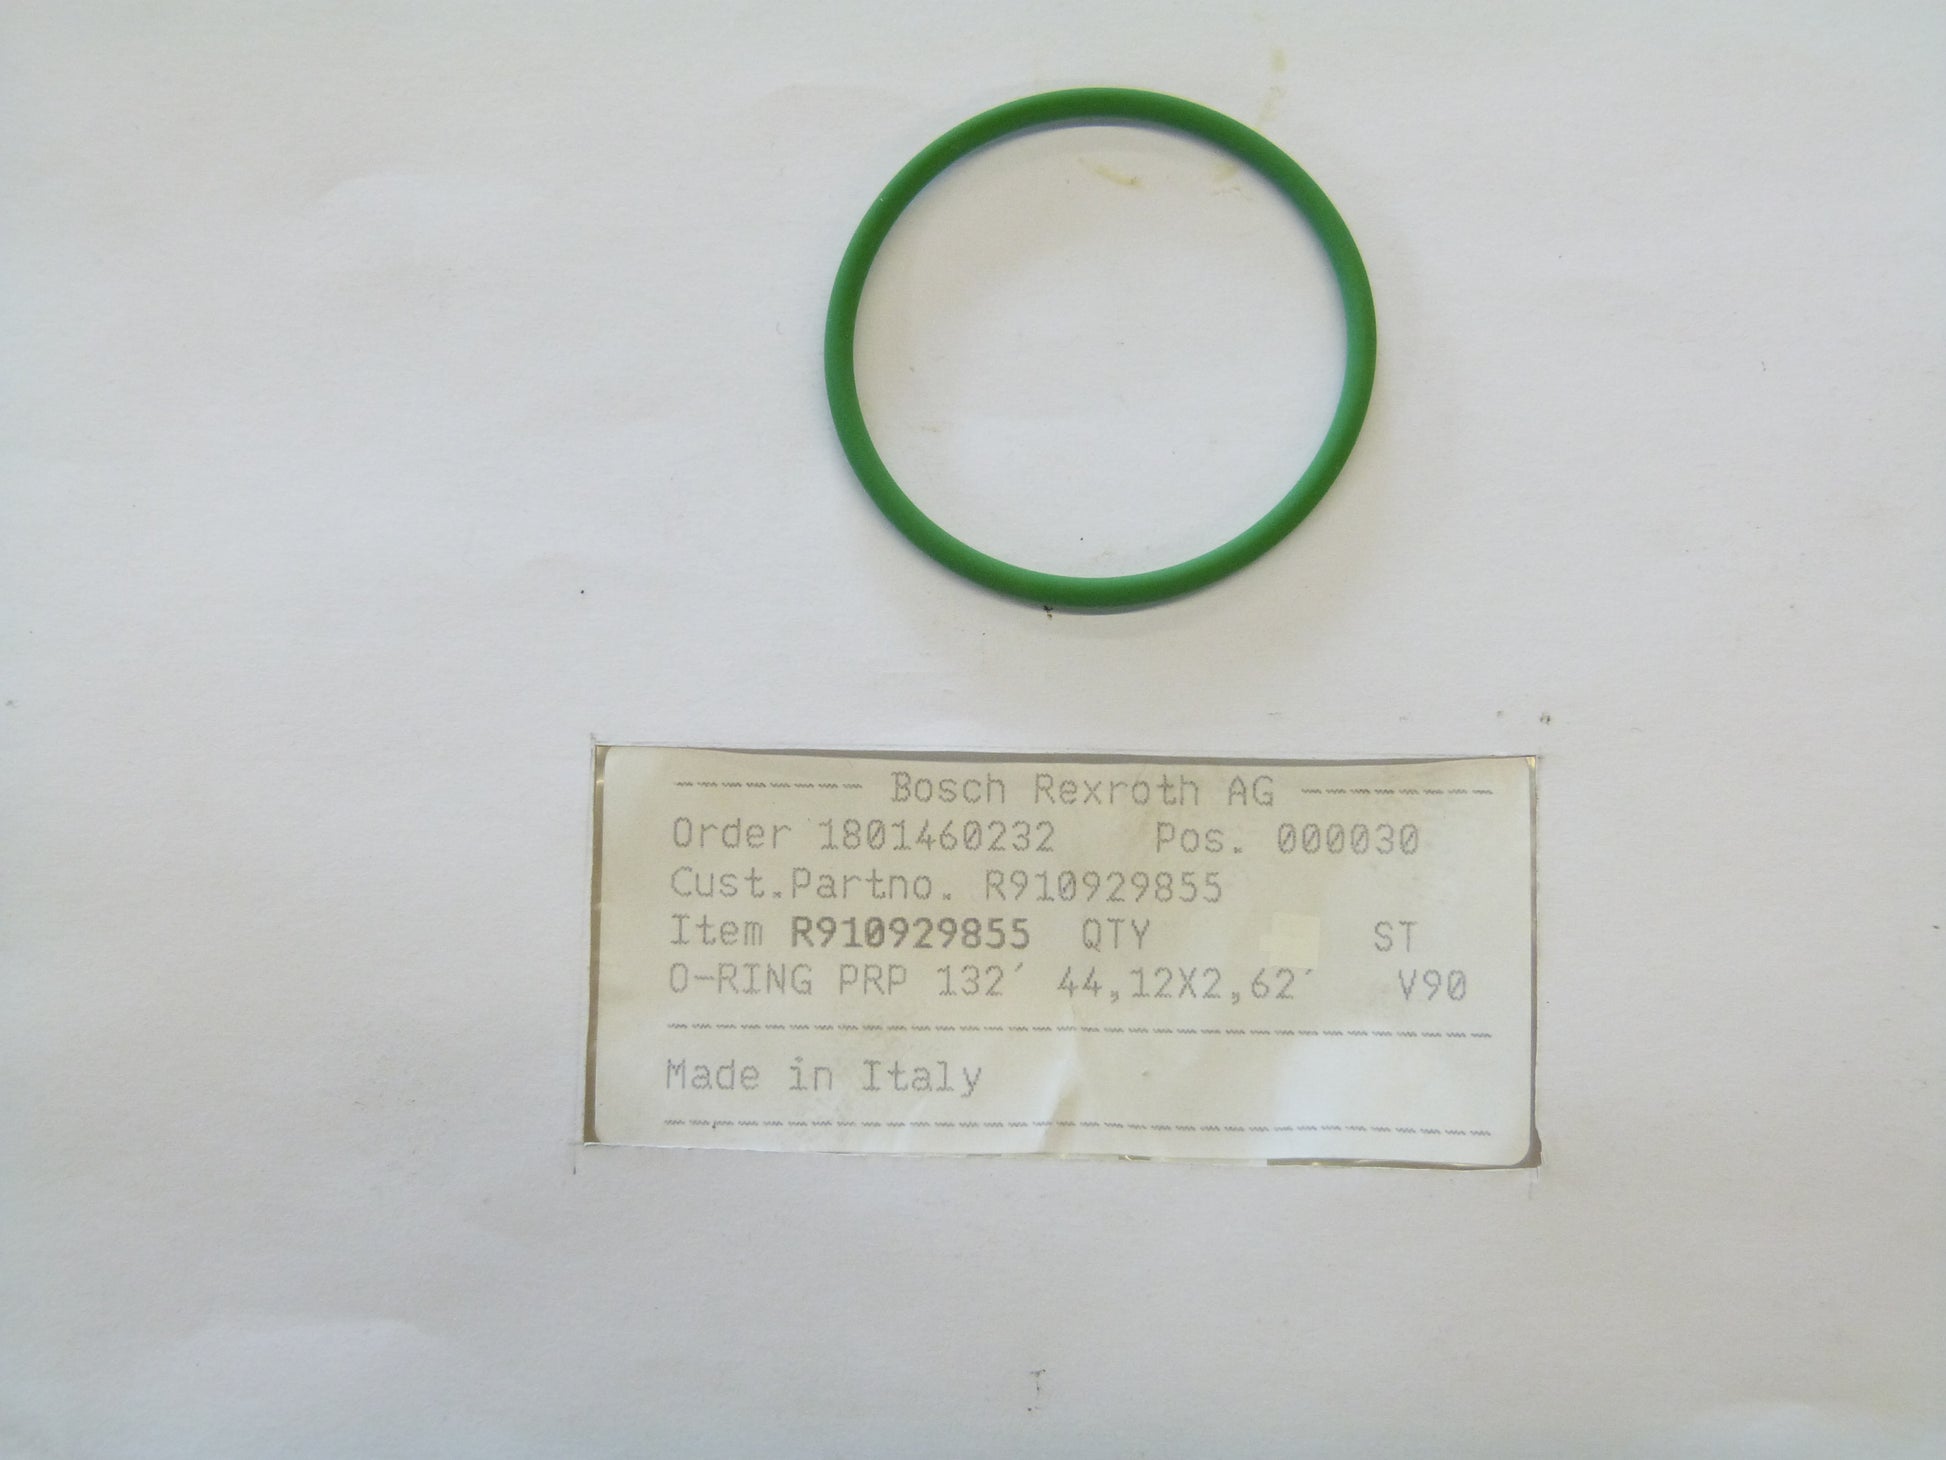 ---------- Bosch Rexroth AG ----------
Order 1801460232 Pos. 000030
Cust.Partno. R910929855
Item R910929855 QTY ST
O-RING PRP 132´ 44,12X2,62´ V90
Made in Italy